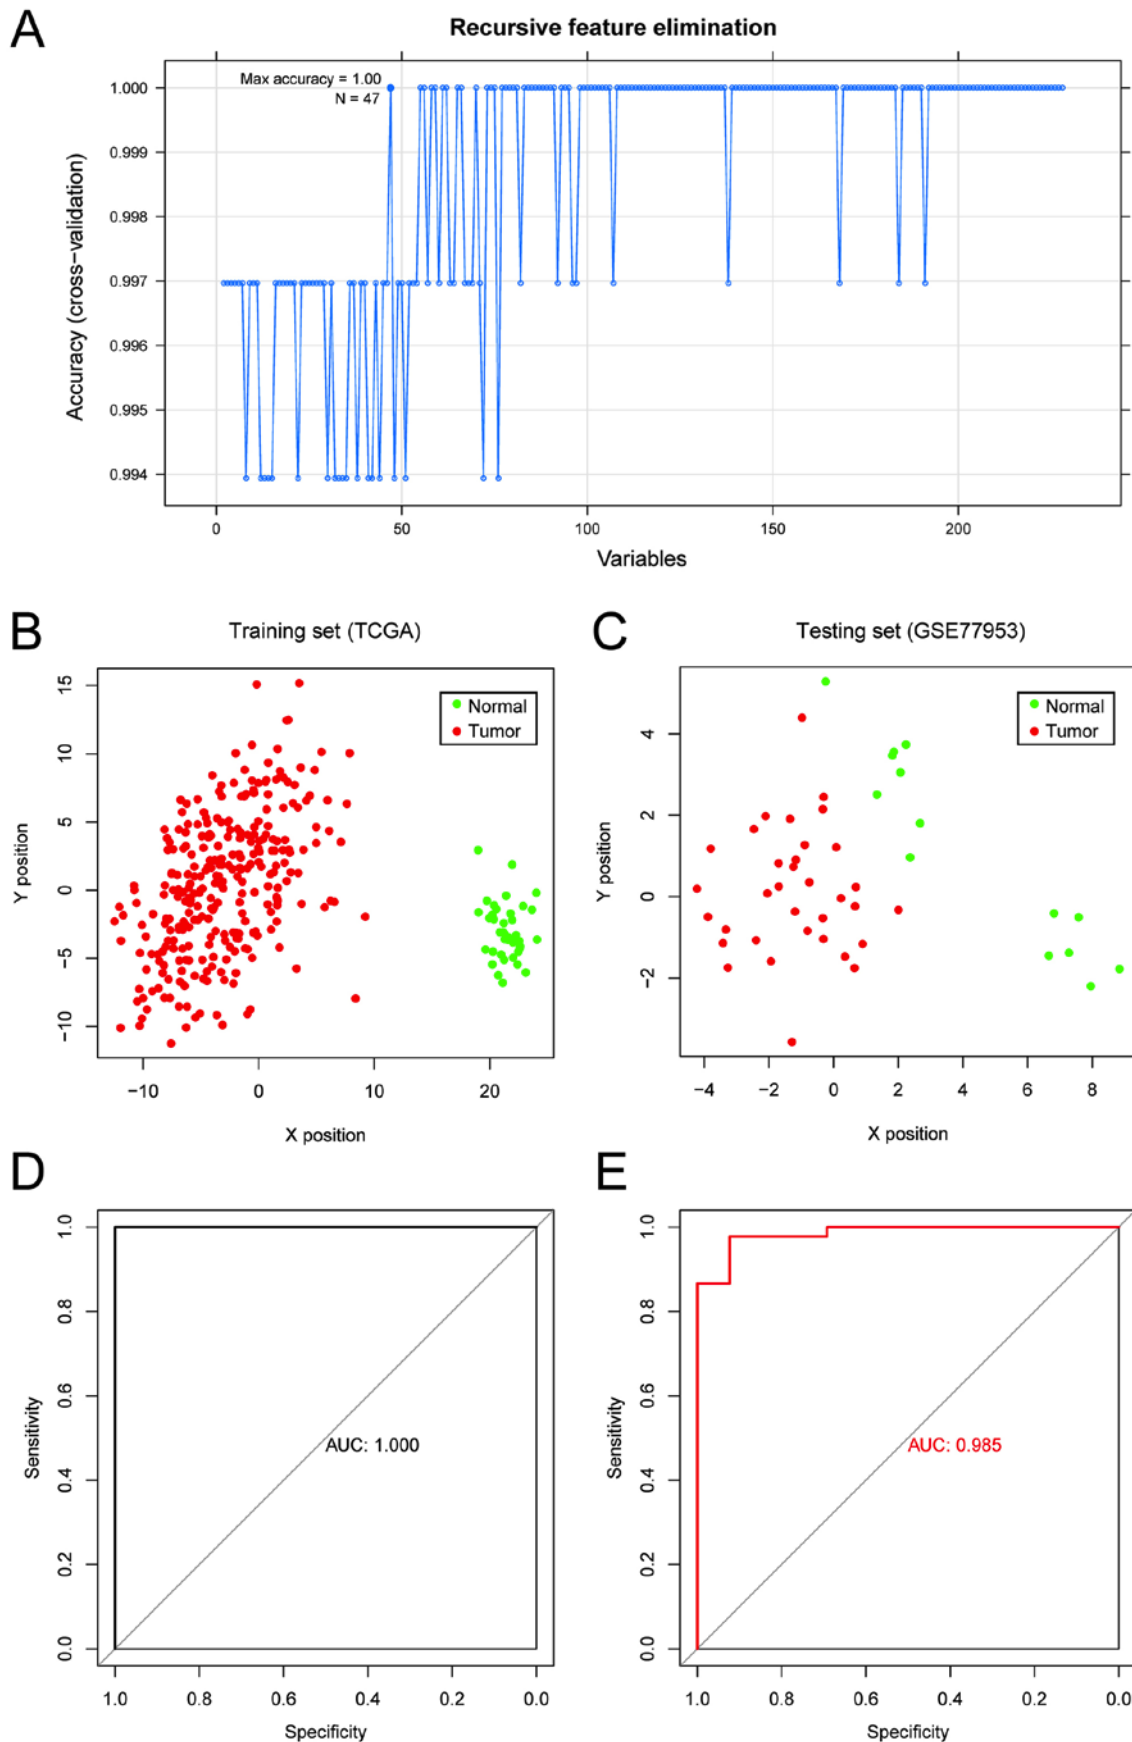 A
Recursive feature elimination
Max accuracy = 1.00
N = 47
1.000
0.999
0.998
0.997
0.996
0.995
0.994
Accuracy (cross−validation)
0 50 100 150 200
Variables
B
Training set (TCGA)
Normal
Tumor
15
10
5
0
−5
−10
Y position
−10 0 10 20
X position
C
Testing set (GSE77953)
Normal
Tumor
4
2
0
−2
Y position
−4 −2 0 2 4 6 8
X position
D
1.0
0.8
0.6
0.4
0.2
0.0
Sensitivity
AUC: 1.000
1.0 0.8 0.6 0.4 0.2 0.0
Specificity
E
1.0
0.8
0.6
0.4
0.2
0.0
Sensitivity
AUC: 0.985
1.0 0.8 0.6 0.4 0.2 0.0
Specificity